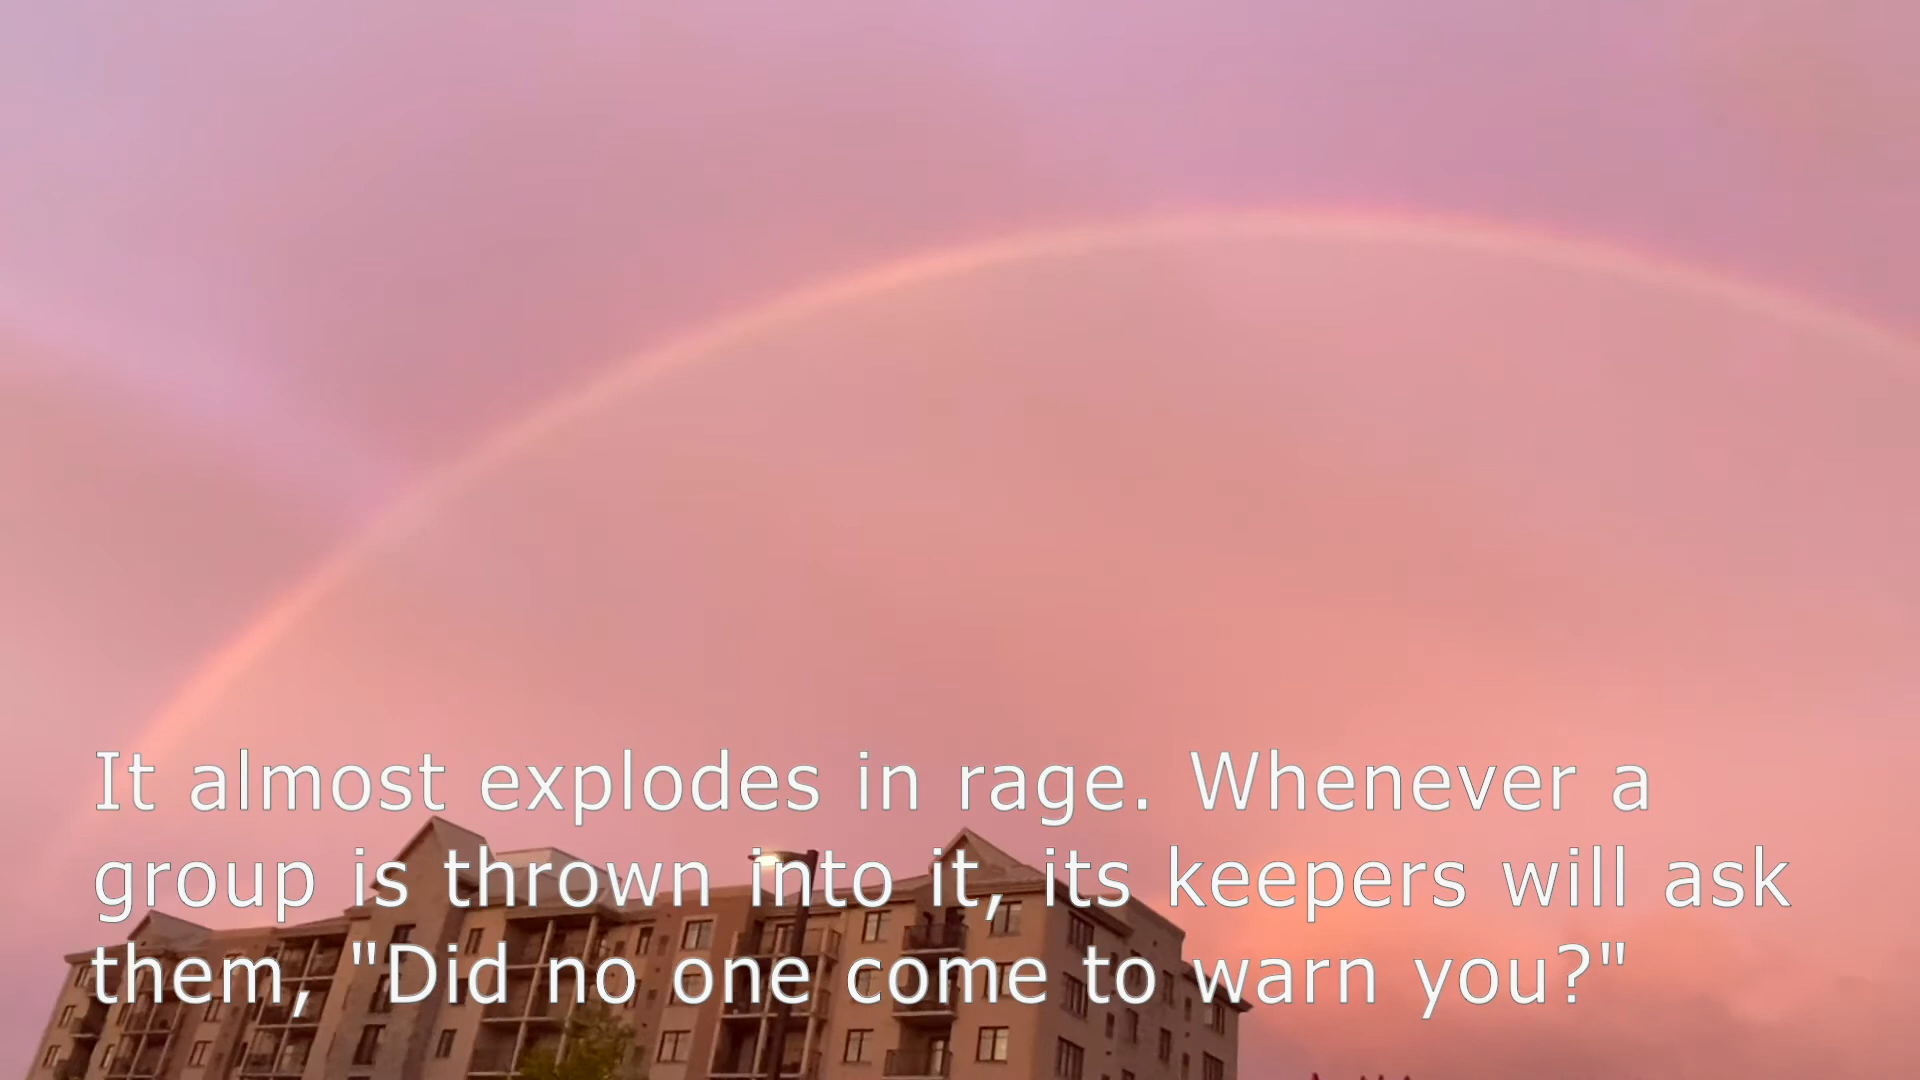 It almost explodes in rage. Whenever a
group is thrown into it, its keepers will ask
them, "Did no one come to warn you?"